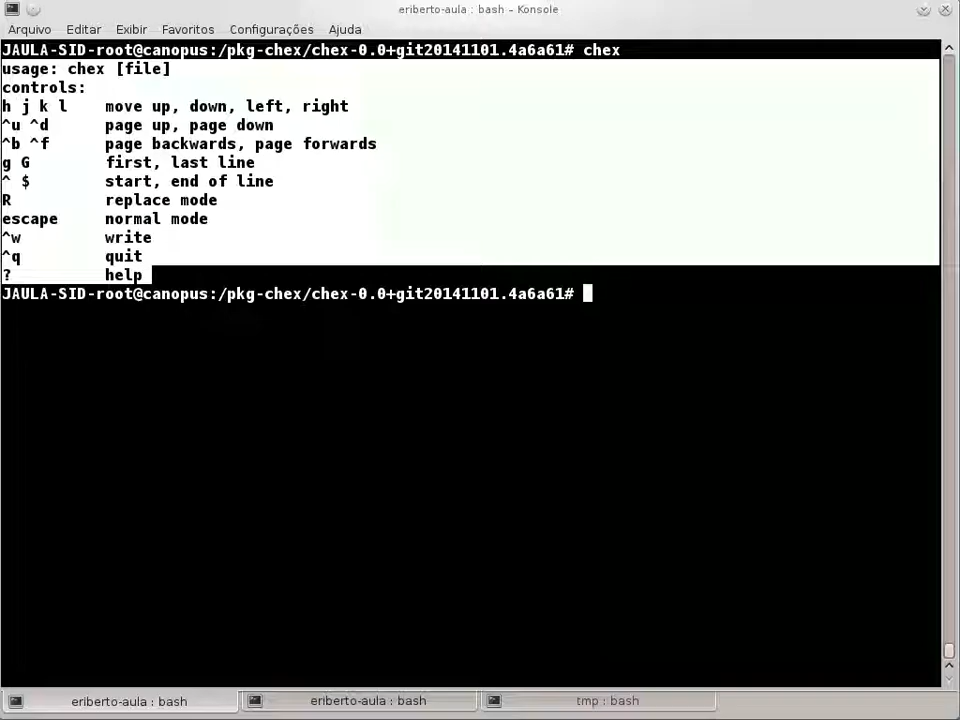 eriberto-aula : bash – Konsole
Arquivo Editar Exibir Favoritos Configurações Ajuda
JAULA-SID-root@canopus:/pkg-chex/chex-0.0+git20141101.4a6a61# chex
usage: chex [file]
controls:
h j k l    move up, down, left, right
^u ^d      page up, page down
^b ^f      page backwards, page forwards
g G        first, last line
^ $        start, end of line
R          replace mode
escape     normal mode
^w         write
^q         quit
?          help
JAULA-SID-root@canopus:/pkg-chex/chex-0.0+git20141101.4a6a61#
eriberto-aula : bash eriberto-aula : bash tmp : bash